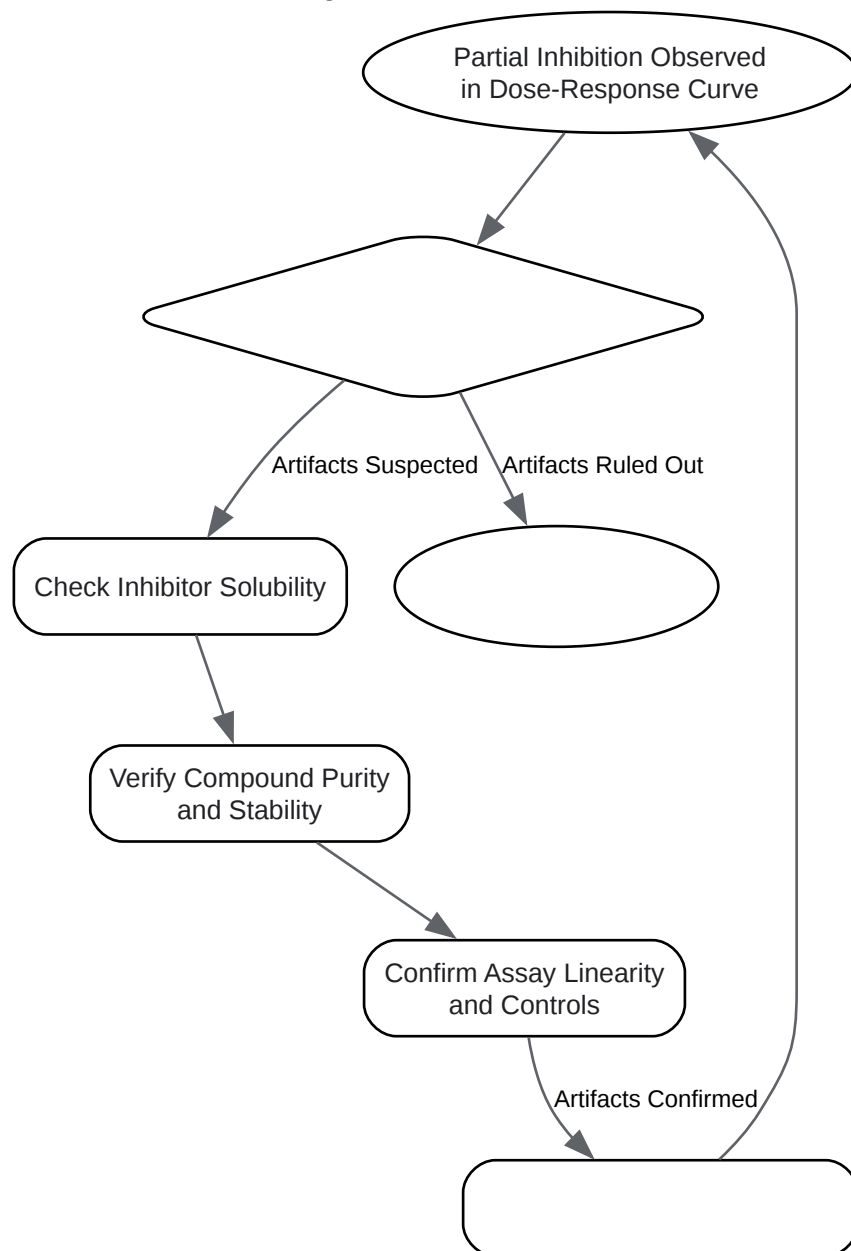 Partial Inhibition Observed
in Dose-Response Curve
Artifacts Suspected
Artifacts Ruled Out
Check Inhibitor Solubility
Verify Compound Purity
and Stability
Confirm Assay Linearity
and Controls
Artifacts Confirmed